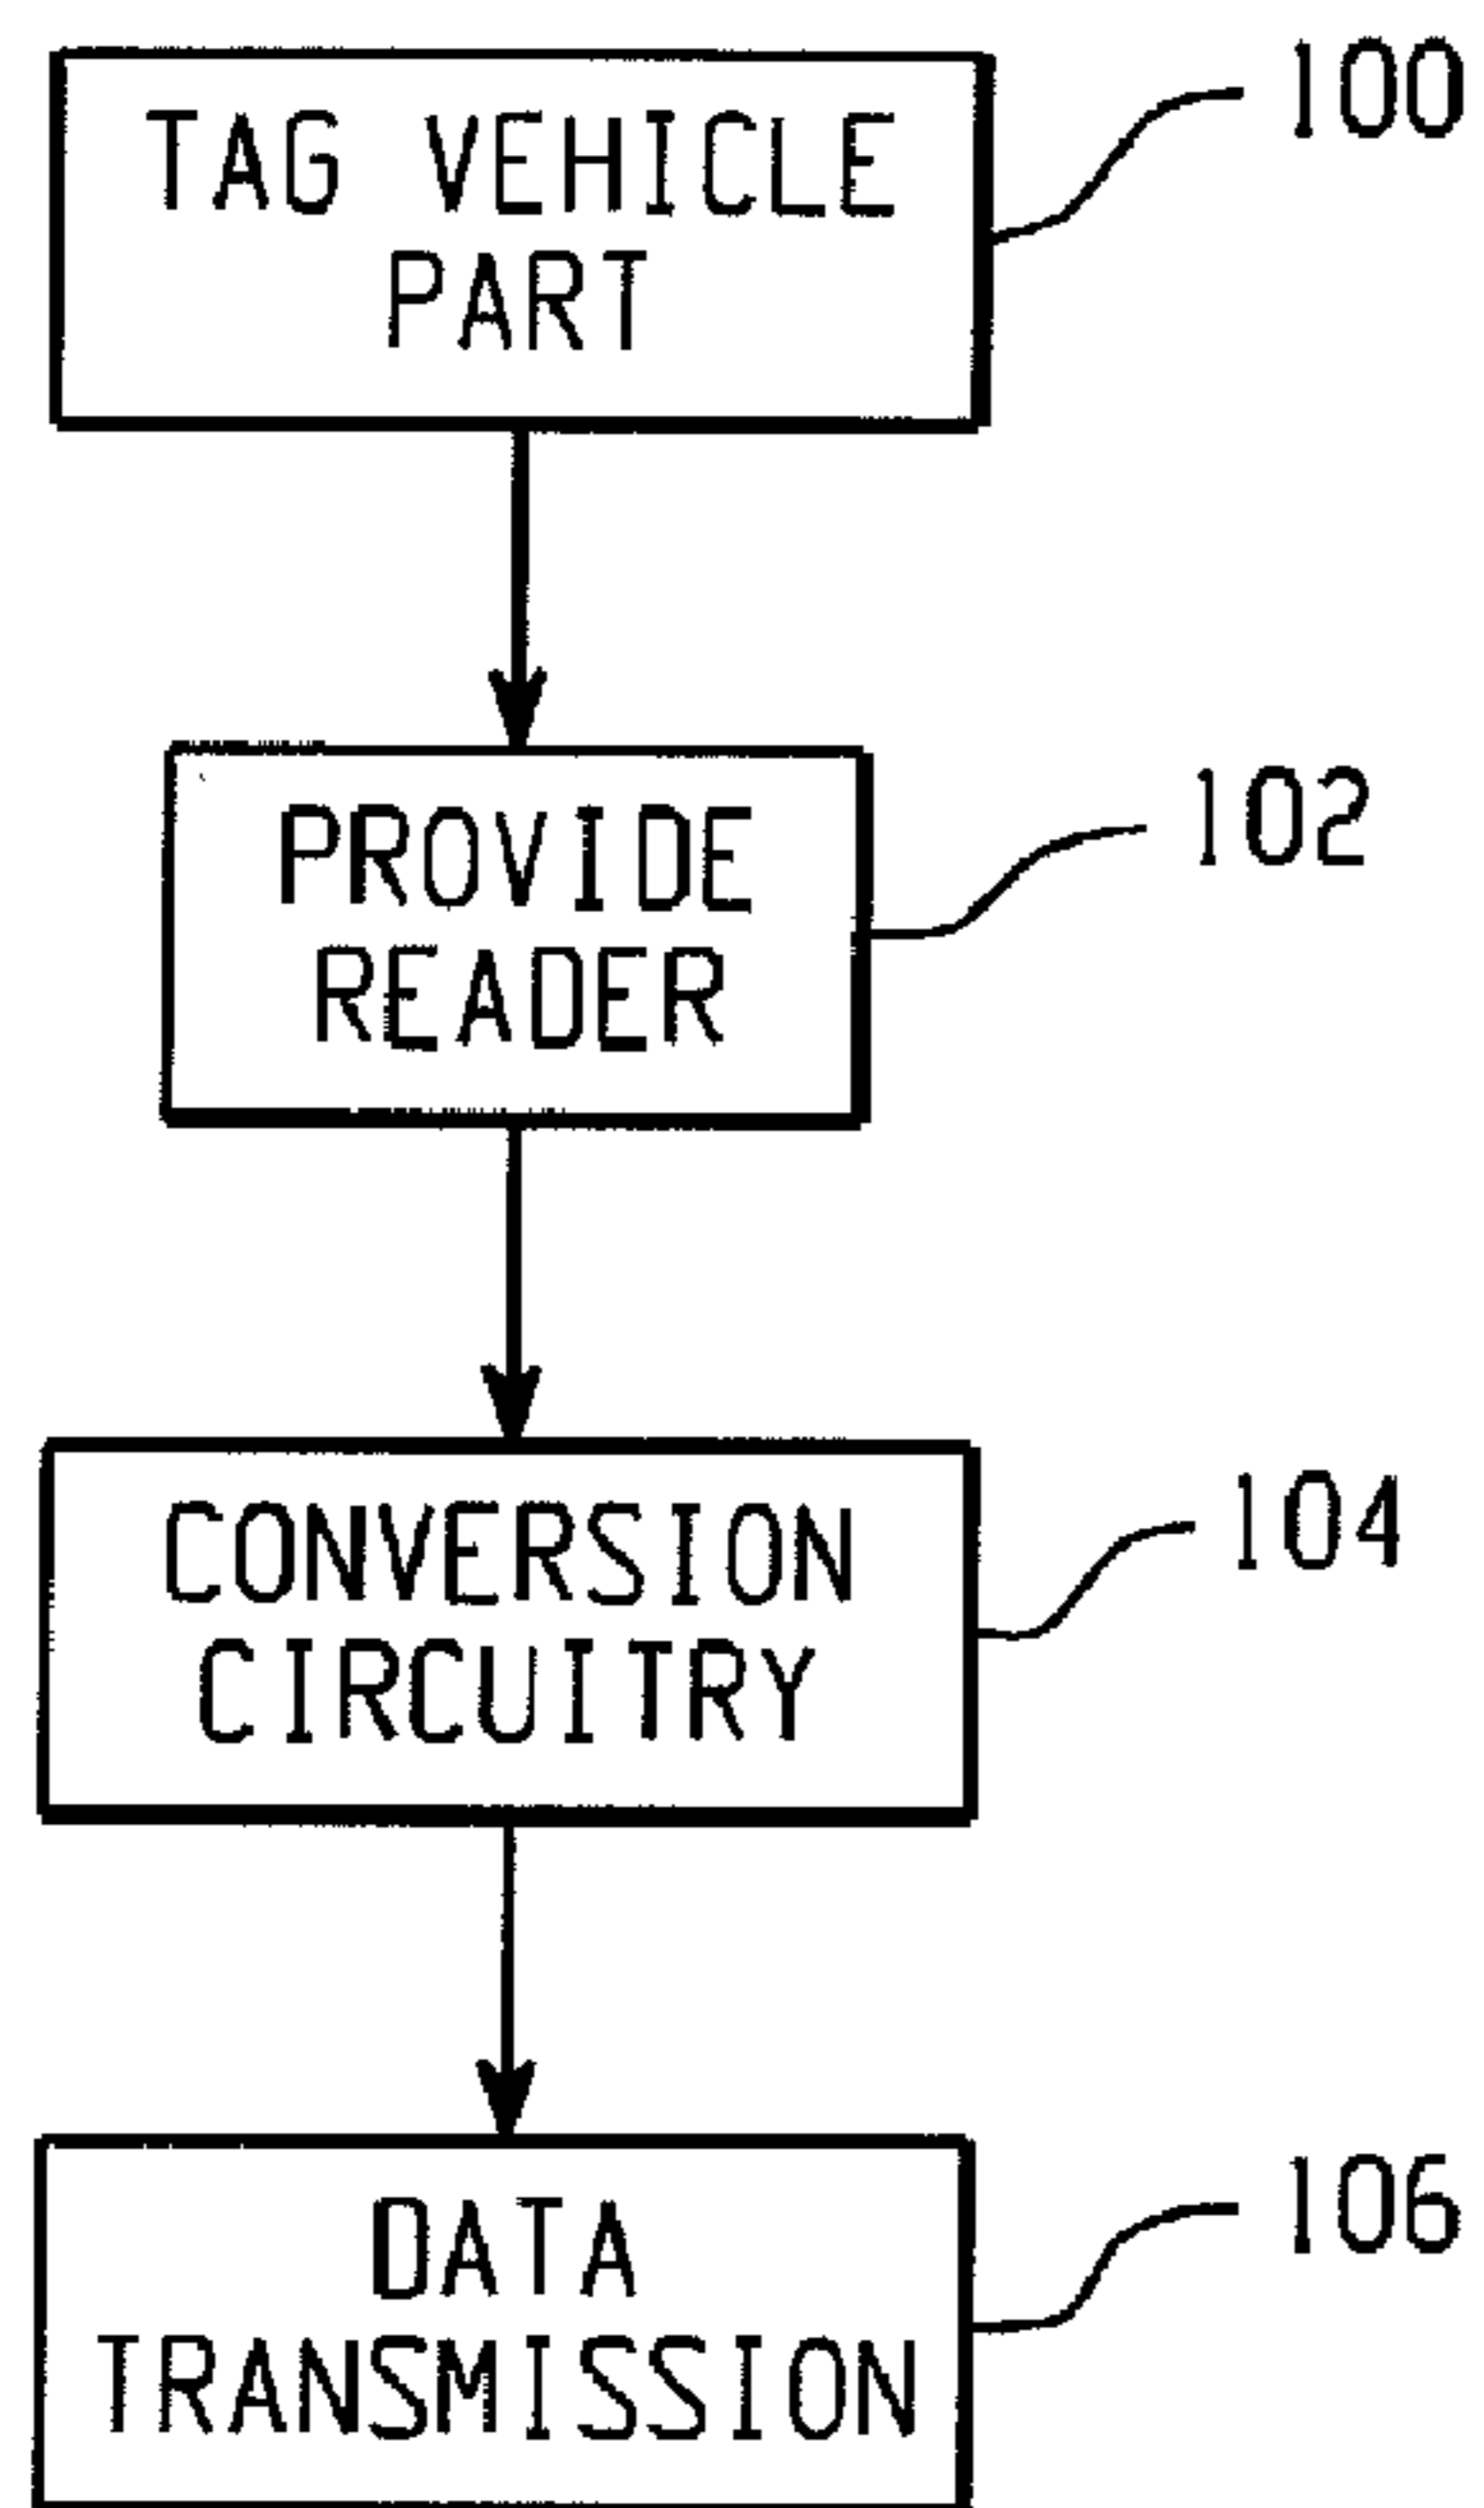 TAG VEHICLE
PART
100
PROVIDE
READER
102
CONVERSION
CIRCUITRY
104
DATA
TRANSMISSION
106